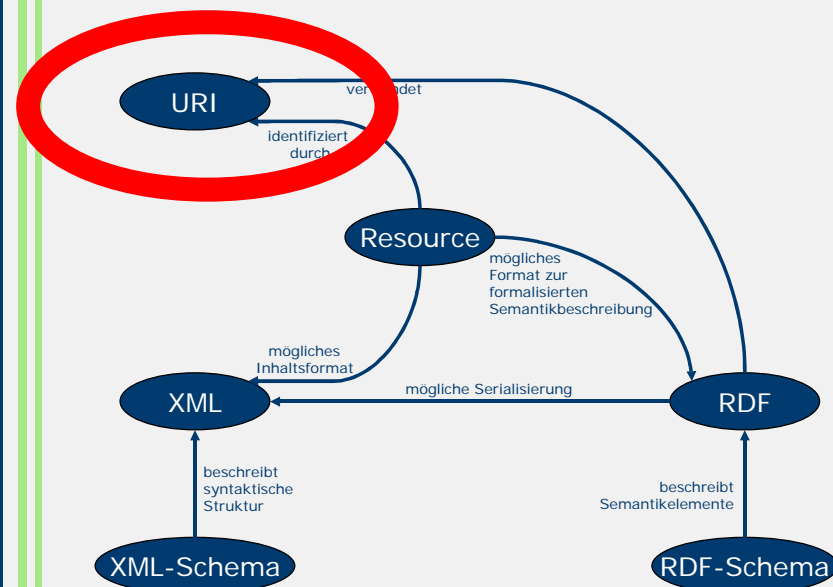 URI
identifiziert
durch
Resource
mögliches
Format zur
formalisierten
Semantikbeschreibung
mögliches
Inhaltsformat
XML
mögliche Serialisierung
RDF
beschreibt
syntaktische
Struktur
beschreibt
Semantikelemente
XML-Schema
RDF-Schema